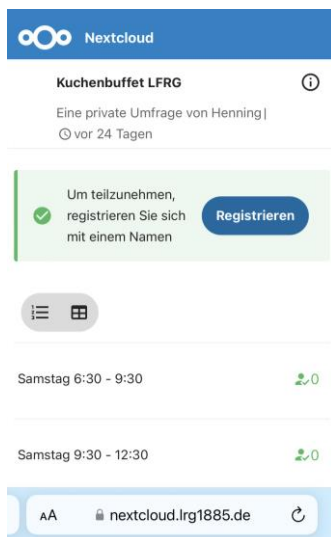 Nextcloud
Kuchenbuffet LFRG
Eine private Umfrage von Henning|
vor 24 Tagen
Um teilzunehmen,
registrieren Sie sich
mit einem Namen
Registrieren
Samstag 6:30 - 9:30
0
Samstag 9:30 - 12:30
0
AA
nextcloud.lrg1885.de